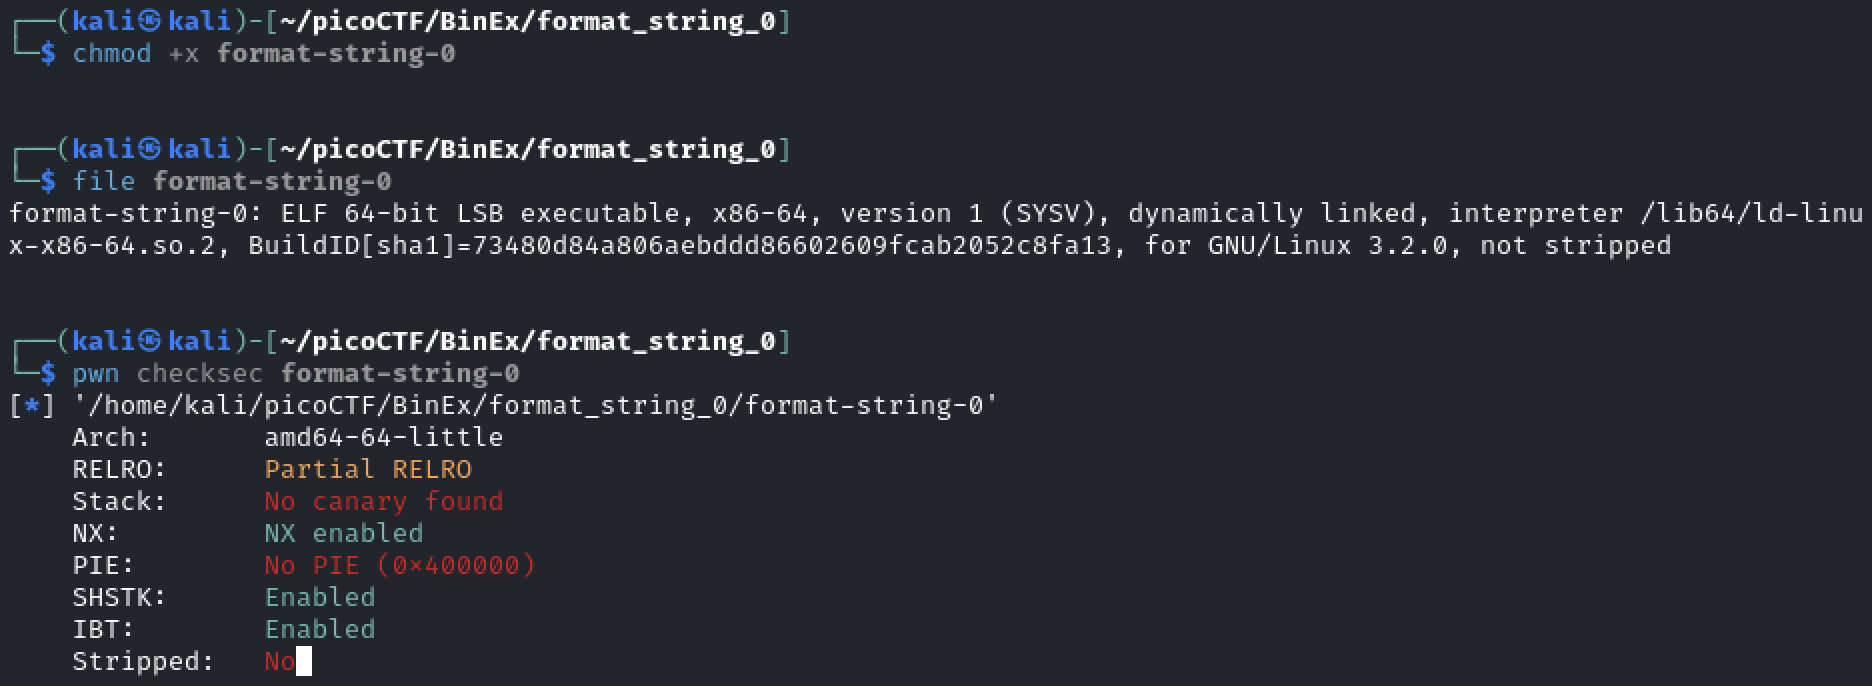 ┌──(kali㉿kali)-[~/picoCTF/BinEx/format_string_0]
└─$ chmod +x format-string-0
┌──(kali㉿kali)-[~/picoCTF/BinEx/format_string_0]
└─$ file format-string-0
format-string-0: ELF 64-bit LSB executable, x86-64, version 1 (SYSV), dynamically linked, interpreter /lib64/ld-linu
x-x86-64.so.2, BuildID[sha1]=73480d84a806aebddd86602609fcab2052c8fa13, for GNU/Linux 3.2.0, not stripped
┌──(kali㉿kali)-[~/picoCTF/BinEx/format_string_0]
└─$ pwn checksec format-string-0
[*] '/home/kali/picoCTF/BinEx/format_string_0/format-string-0'
    Arch:       amd64-64-little
    RELRO:      Partial RELRO
    Stack:      No canary found
    NX:         NX enabled
    PIE:        No PIE (0×400000)
    SHSTK:      Enabled
    IBT:        Enabled
    Stripped:   No